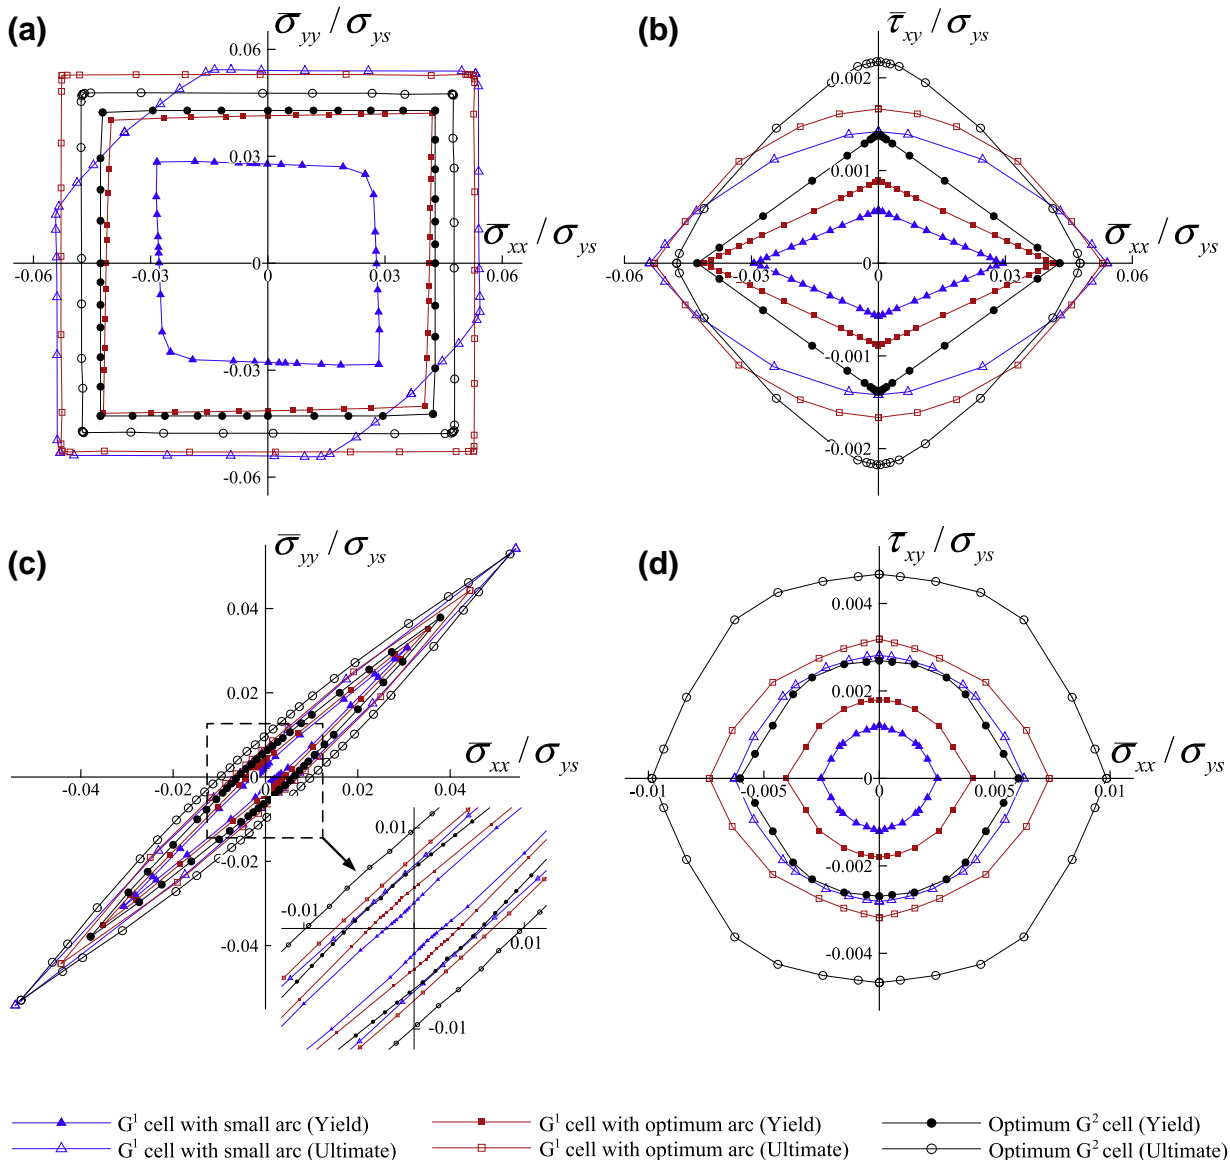 (a)
σ̅yy / σys
0.06
0.03
σ̅xx / σys
-0.06
-0.03
0
0.03
0.06
-0.03
-0.06
(b)
τ̅xy / σys
0.002
0.001
σ̅xx / σys
-0.06
-0.03
0
0.03
0.06
-0.001
-0.002
(c)
σ̅yy / σys
0.04
0.02
σ̅xx / σys
-0.04
-0.02
0
0.02
0.04
-0.02
-0.04
0.01
-0.01
0.01
-0.01
(d)
τ̅xy / σys
0.004
0.002
σ̅xx / σys
-0.01
-0.005
0
0.005
0.01
-0.002
-0.004
G¹ cell with small arc (Yield)
G¹ cell with optimum arc (Yield)
Optimum G² cell (Yield)
G¹ cell with small arc (Ultimate)
G¹ cell with optimum arc (Ultimate)
Optimum G² cell (Ultimate)